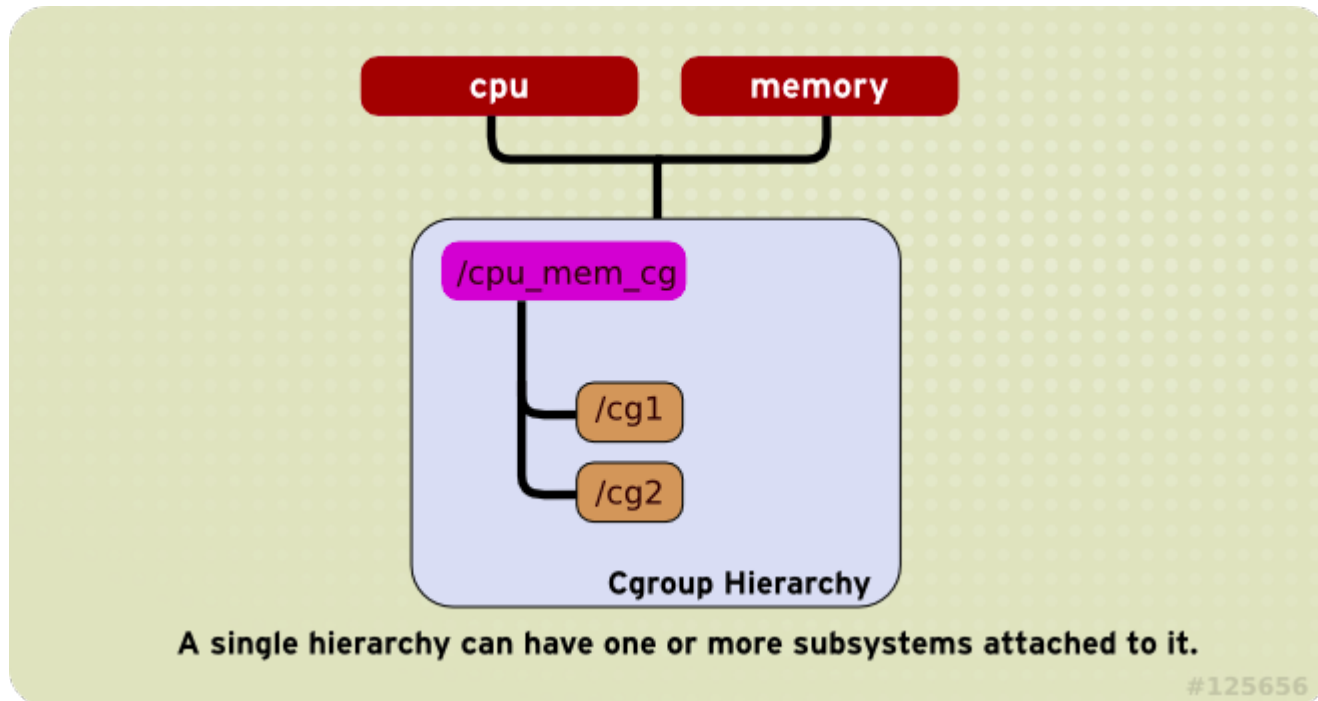 cpu
memory
/cpu_mem_cg
/cg1
/cg2
Cgroup Hierarchy
A single hierarchy can have one or more subsystems attached to it.
#125656